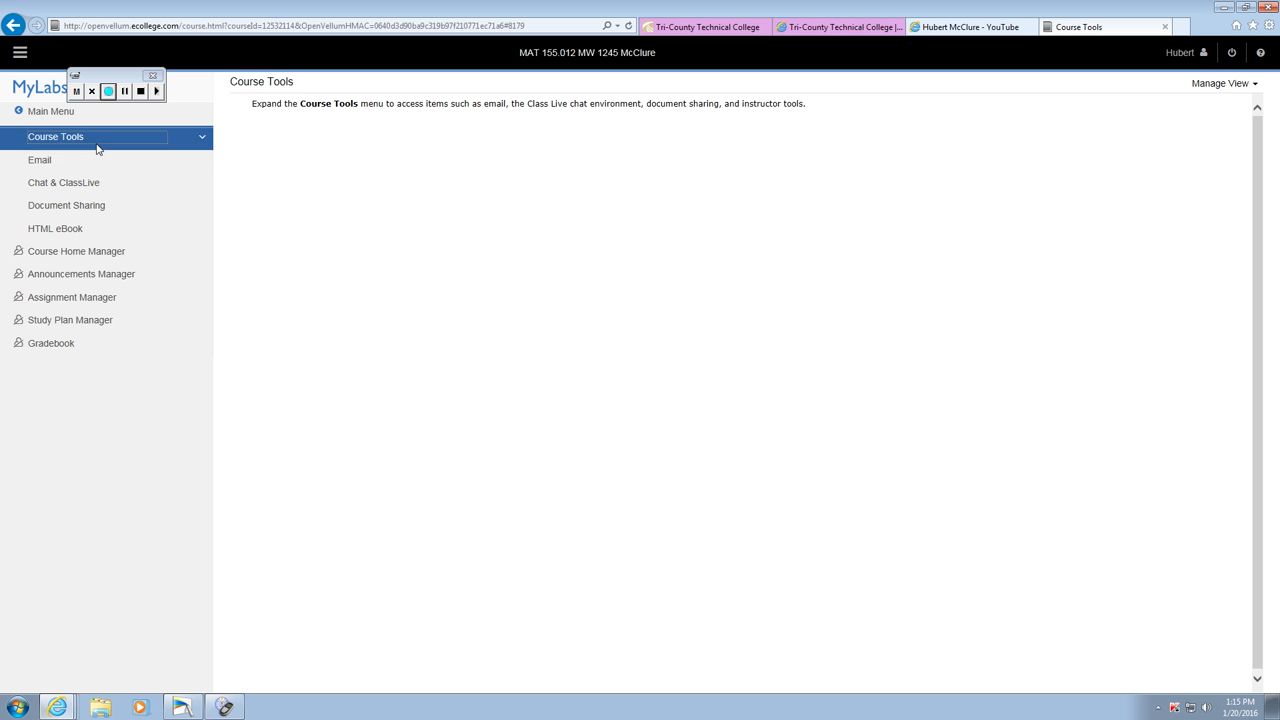 http://openvellum.ecollege.com/course.html?courseId=12532114&OpenVellumHMAC=0640d3d90ba9c319b97f210771ec71a6#8179
Tri-County Technical College
Tri-County Technical College |...
Hubert McClure - YouTube
Course Tools
MAT 155.012 MW 1245 McClure
Hubert
MyLabs
M
Main Menu
Course Tools
Email
Chat & ClassLive
Document Sharing
HTML eBook
Course Home Manager
Announcements Manager
Assignment Manager
Study Plan Manager
Gradebook
Course Tools
Manage View
Expand the Course Tools menu to access items such as email, the Class Live chat environment, document sharing, and instructor tools.
1:15 PM
1/20/2016